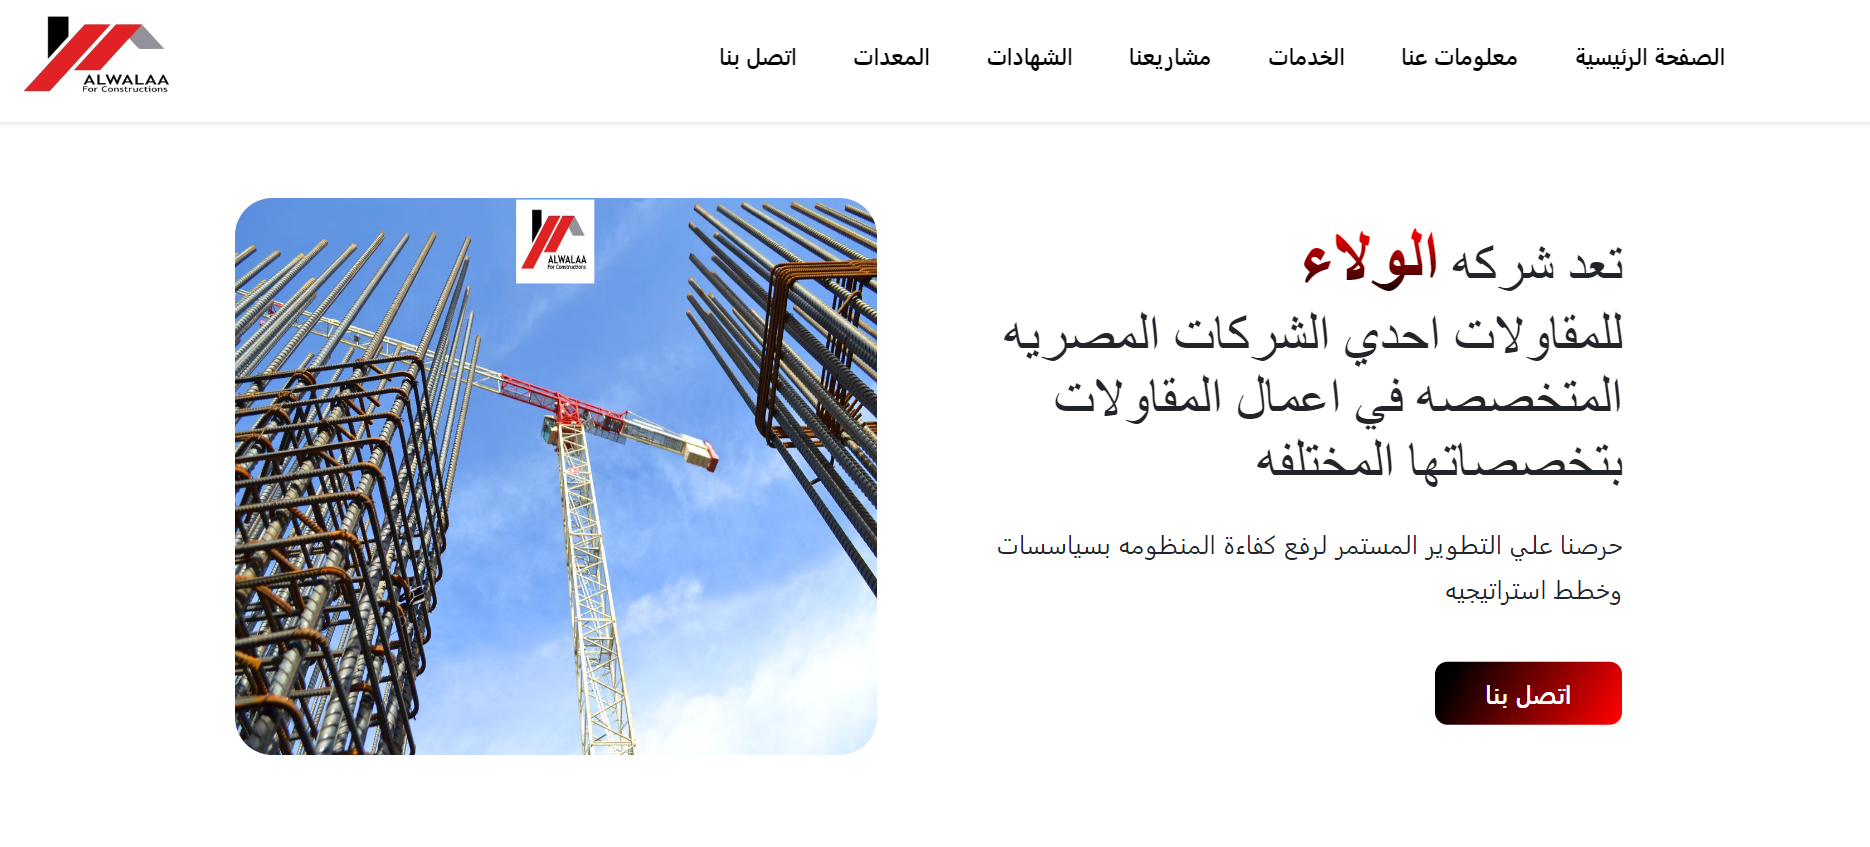 ALWALAA
For Constructions
الصفحة الرئيسية
معلومات عنا
الخدمات
مشاريعنا
الشهادات
المعدات
اتصل بنا
تعد شركه الولاء
للمقاولات احدي الشركات المصريه
المتخصصه في اعمال المقاولات
بتخصصاتها المختلفه
حرصنا علي التطوير المستمر لرفع كفاءة المنظومه بسياسسات
وخطط استراتيجيه
اتصل بنا
ALWALAA
For Constructions